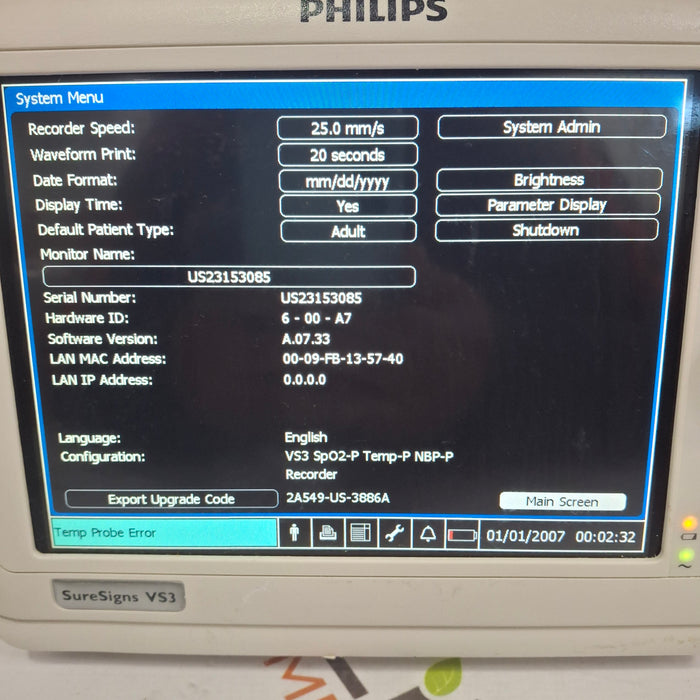 PHILIPS
System Menu
Recorder Speed: 25.0 mm/s System Admin
Waveform Print: 20 seconds
Date Format: mm/dd/yyyy Brightness
Display Time: Yes Parameter Display
Default Patient Type: Adult Shutdown
Monitor Name:
US23153085
Serial Number: US23153085
Hardware ID: 6 - 00 - A7
Software Version: A.07.33
LAN MAC Address: 00-09-FB-13-57-40
LAN IP Address: 0.0.0.0
Language: English
Configuration: VS3 SpO2-P Temp-P NBP-P
Recorder
Export Upgrade Code 2A549-US-3886A Main Screen
Temp Probe Error 01/01/2007 00:02:32
SureSigns VS3